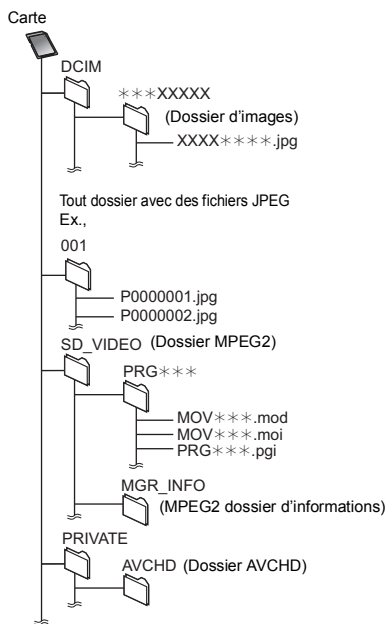 Carte
DCIM
✳✳✳XXXXX
(Dossier d'images)
XXXX✳✳✳✳.jpg
Tout dossier avec des fichiers JPEG
Ex.,
001
P0000001.jpg
P0000002.jpg
SD_VIDEO (Dossier MPEG2)
PRG✳✳✳
MOV✳✳✳.mod
MOV✳✳✳.moi
PRG✳✳✳.pgi
MGR_INFO
(MPEG2 dossier d'informations)
PRIVATE
AVCHD (Dossier AVCHD)